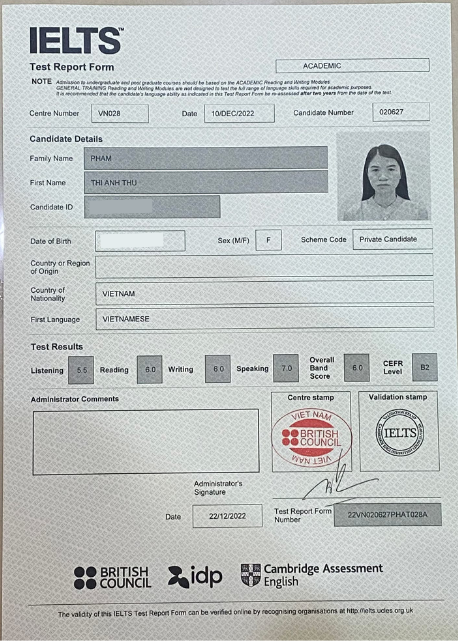 IELTS™
Test Report Form
ACADEMIC
NOTE Admission to undergraduate and post graduate courses should be based on the ACADEMIC Reading and Writing Modules.
GENERAL TRAINING Reading and Writing Modules are not designed to test the full range of language skills required for academic purposes.
It is recommended that the candidate's language ability as indicated in this Test Report Form be re-assessed after two years from the date of the test.
Centre Number VN028 Date 10/DEC/2022 Candidate Number 020627
Candidate Details
Family Name PHAM
First Name THI ANH THU
Candidate ID
Date of Birth Sex (M/F) F Scheme Code Private Candidate
Country or Region
of Origin
Country of
Nationality VIETNAM
First Language VIETNAMESE
Test Results
Listening 5.5 Reading 6.0 Writing 6.0 Speaking 7.0 Overall Band Score 6.0 CEFR Level B2
Administrator Comments
Centre stamp
Validation stamp
VIET NAM
BRITISH
COUNCIL
VIET NAM
IELTS
Administrator's
Signature
Date 22/12/2022
Test Report Form
Number 22VN020627PHAT028A
BRITISH
COUNCIL
idp
Cambridge Assessment
English
The validity of this IELTS Test Report Form can be verified online by recognising organisations at http://ielts.ucles.org.uk